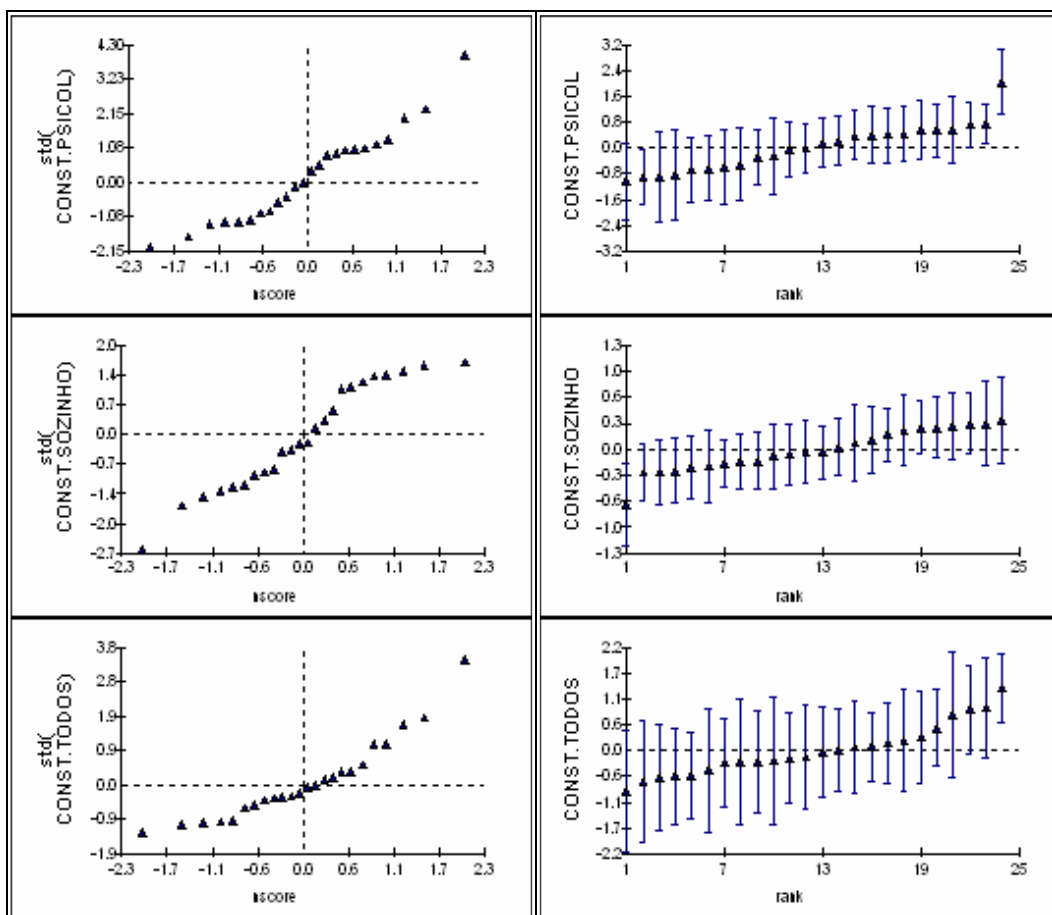 std(
CONST.PSICOL)
4.30
3.23
2.15
1.08
0.00
-1.08
-2.15
-2.3 -1.7 -1.1 -0.6 0.0 0.6 1.1 1.7 2.3
nscore
CONST.PSICOL
3.2
2.4
1.6
0.8
0.0
-0.8
-1.6
-2.4
-3.2
1 7 13 19 25
rank
std(
CONST.SOZINHO)
2.0
1.4
0.7
0.0
-0.7
-1.4
-2.0
-2.7
-2.3 -1.7 -1.1 -0.6 0.0 0.6 1.1 1.7 2.3
nscore
CONST.SOZINHO
1.3
1.0
0.6
0.3
0.0
-0.3
-0.6
-1.0
-1.3
1 7 13 19 25
rank
std(
CONST.TODOS)
3.8
2.8
1.9
0.9
0.0
-0.9
-1.9
-2.3 -1.7 -1.1 -0.6 0.0 0.6 1.1 1.7 2.3
nscore
CONST.TODOS
2.2
1.7
1.1
0.6
0.0
-0.6
-1.1
-1.7
-2.2
1 7 13 19 25
rank